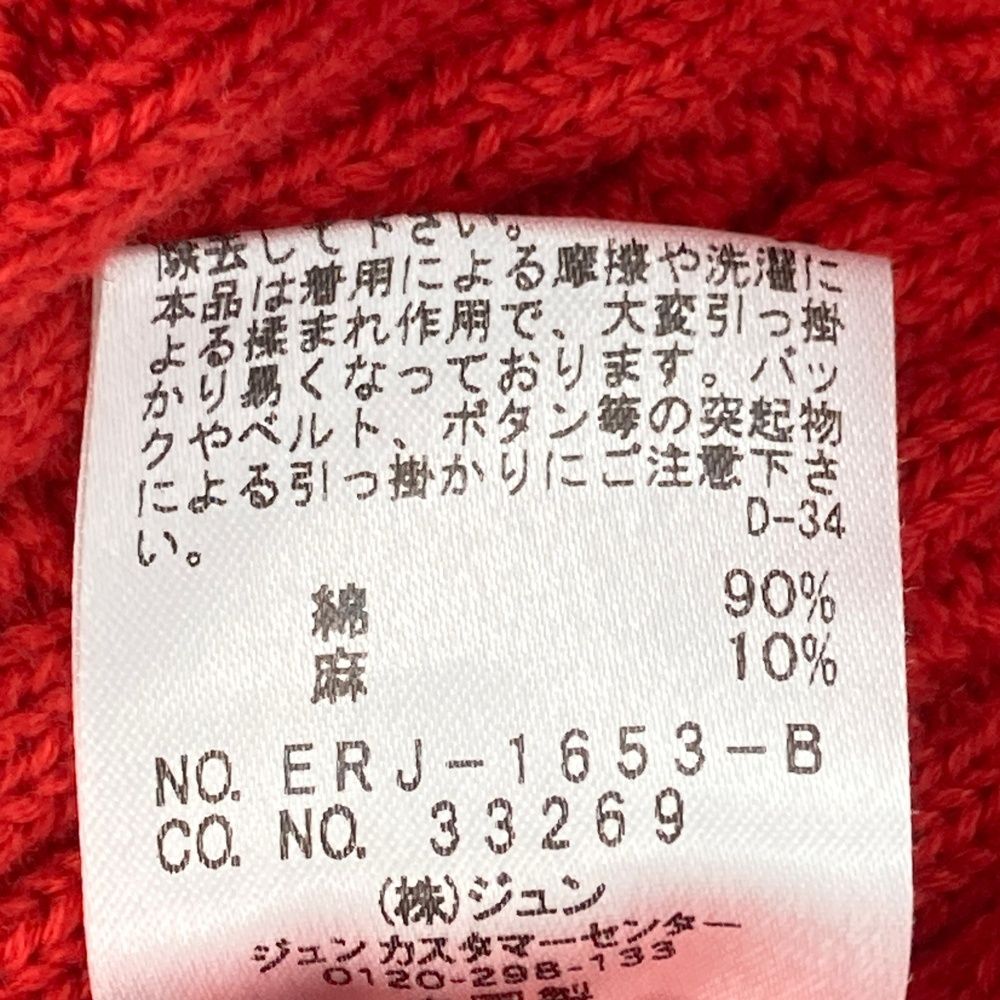 除去して下さい。
本品は着用による摩擦や洗濯に
よる揉まれ作用で、大変引っ掛
かり易くなっております。バッ
クやベルト、ボタン等の突起物
による引っ掛かりにご注意下さ
い。
D-34
綿 90%
麻 10%
NO. ERJ-1653-B
CO. NO. 33269
(株)ジュン
ジュンカスタマーセンター
0120-298-133